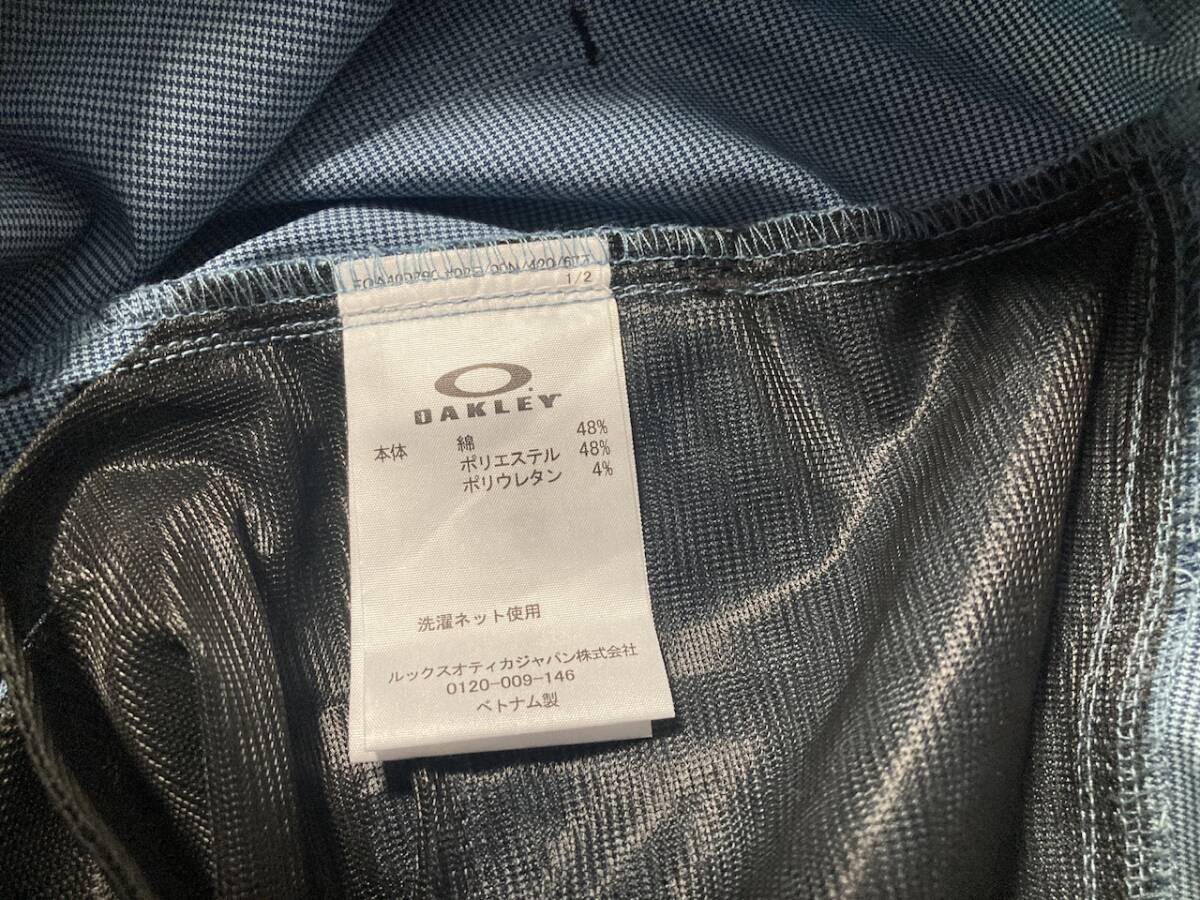 1/2
OAKLEY
本体 綿 48%
ポリエステル 48%
ポリウレタン 4%
洗濯ネット使用
ルックスオティカジャパン株式会社
0120-009-146
ベトナム製